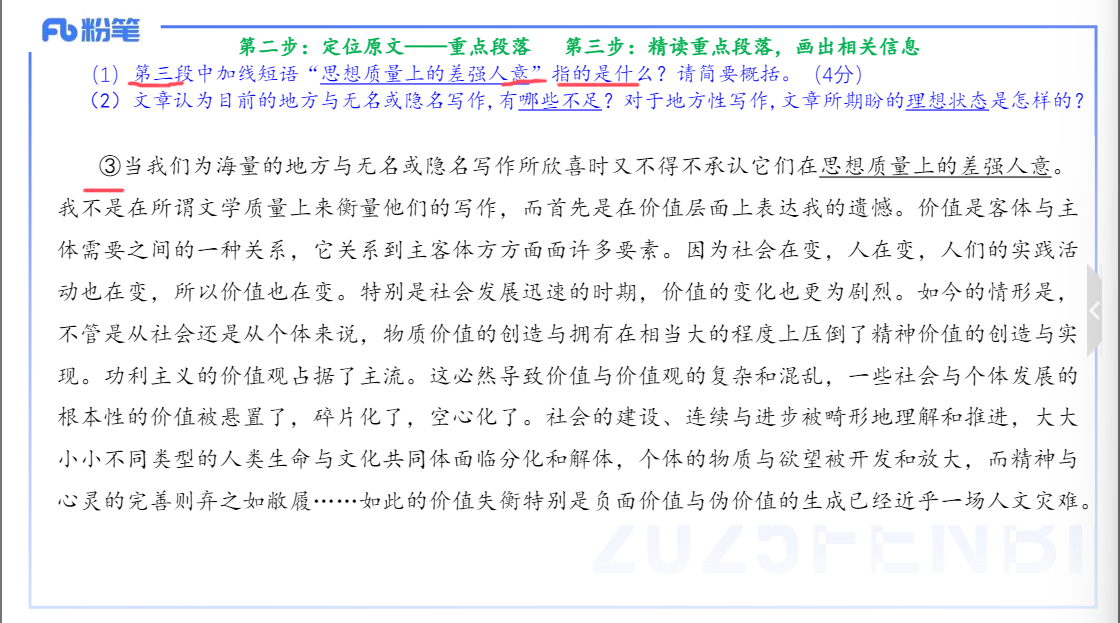 粉笔
第二步：定位原文——重点段落 第三步：精读重点段落，画出相关信息
（1）第三段中加线短语“思想质量上的差强人意”指的是什么？请简要概括。（4分）
（2）文章认为目前的地方与无名或隐名写作，有哪些不足？对于地方性写作，文章所期盼的理想状态是怎样的？
③当我们为海量的地方与无名或隐名写作所欣喜时又不得不承认它们在思想质量上的差强人意。
我不是在所谓文学质量上来衡量他们的写作，而首先是在价值层面上表达我的遗憾。价值是客体与主
体需要之间的一种关系，它关系到主客体方方面面许多要素。因为社会在变，人在变，人们的实践活
动也在变，所以价值也在变。特别是社会发展迅速的时期，价值的变化也更为剧烈。如今的情形是，
不管是从社会还是从个体来说，物质价值的创造与拥有在相当大的程度上压倒了精神价值的创造与实
现。功利主义的价值观占据了主流。这必然导致价值与价值观的复杂和混乱，一些社会与个体发展的
根本性的价值被悬置了，碎片化了，空心化了。社会的建设、连续与进步被畸形地理解和推进，大大
小小不同类型的人类生命与文化共同体面临分化和解体，个体的物质与欲望被开发和放大，而精神与
心灵的完善则弃之如敝履……如此的价值失衡特别是负面价值与伪价值的生成已经近乎一场人文灾难。
2025FENBI